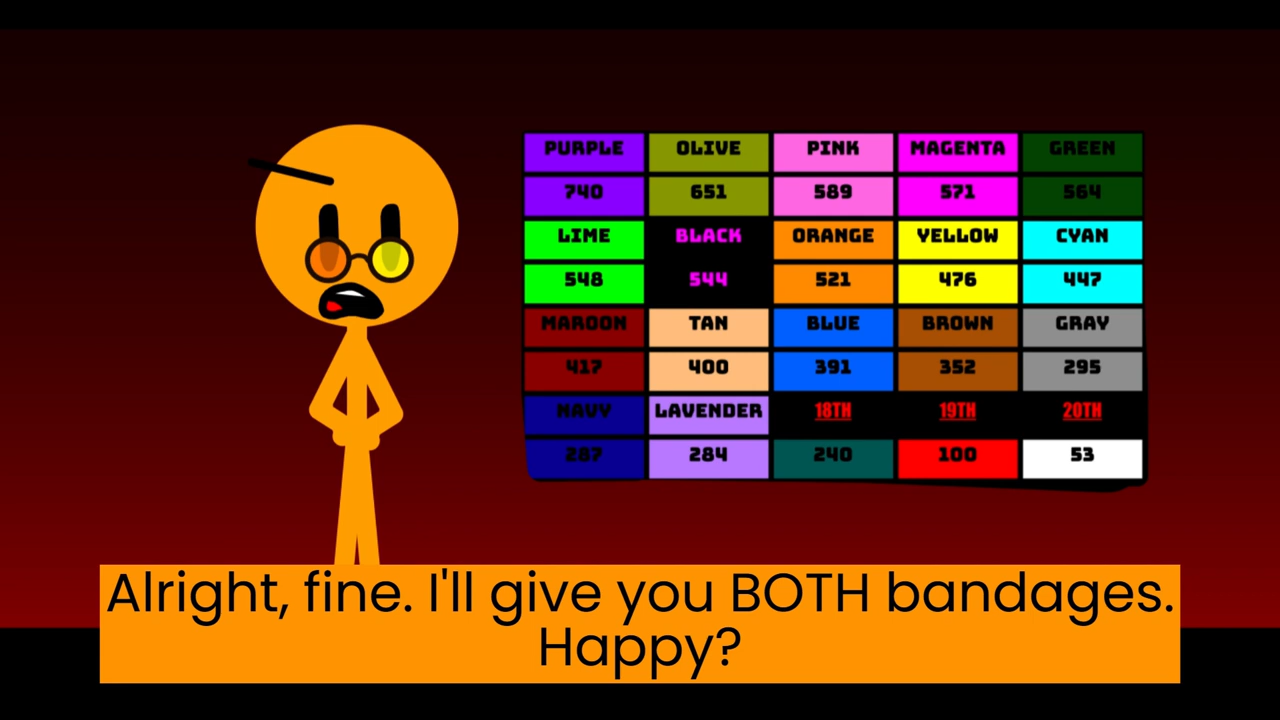 PURPLE OLIVE PINK MAGENTA GREEN
740 651 589 571 564
LIME BLACK ORANGE YELLOW CYAN
548 544 521 476 447
MAROON TAN BLUE BROWN GRAY
417 400 391 352 295
NAVY LAVENDER 18TH 19TH 20TH
287 284 240 100 53
Alright, fine. I'll give you BOTH bandages.
Happy?